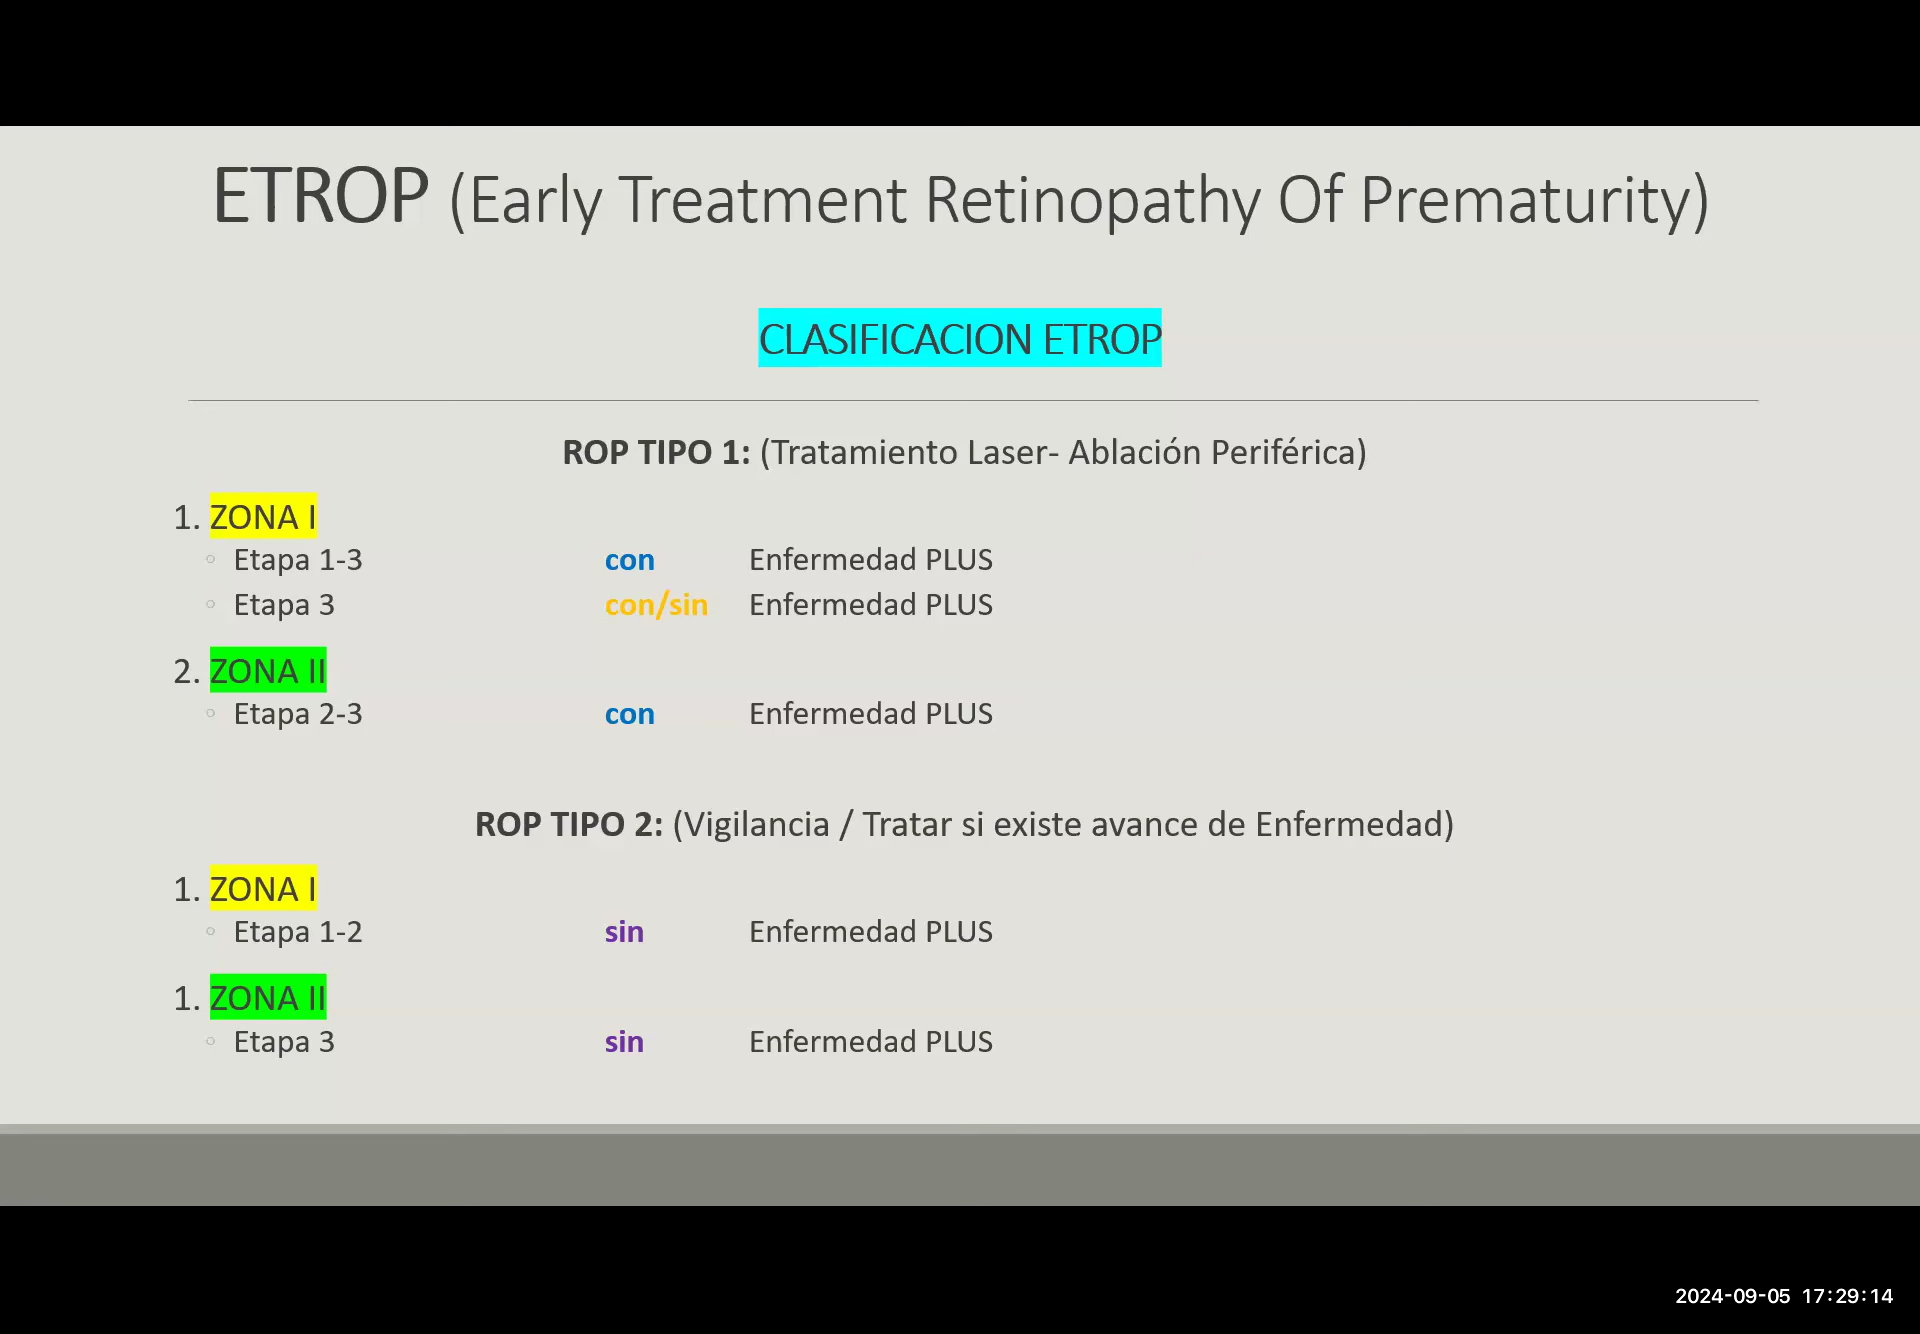 ETROP (Early Treatment Retinopathy Of Prematurity)
CLASIFICACION ETROP
ROP TIPO 1: (Tratamiento Laser- Ablación Periférica)
1. ZONA I
◦ Etapa 1-3 con Enfermedad PLUS
◦ Etapa 3 con/sin Enfermedad PLUS
2. ZONA II
◦ Etapa 2-3 con Enfermedad PLUS
ROP TIPO 2: (Vigilancia / Tratar si existe avance de Enfermedad)
1. ZONA I
◦ Etapa 1-2 sin Enfermedad PLUS
1. ZONA II
◦ Etapa 3 sin Enfermedad PLUS
2024-09-05 17:29:14